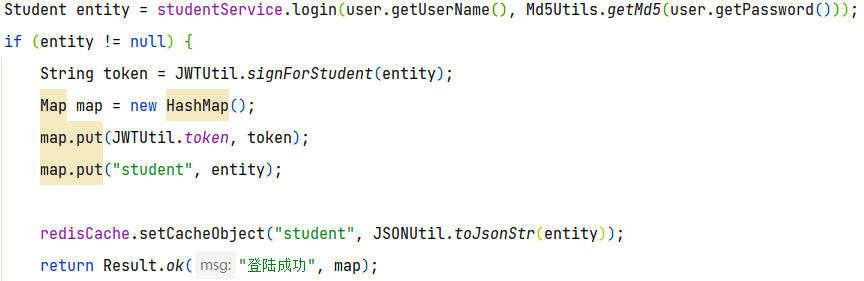 Student entity = studentService.login(user.getUserName(), Md5Utils.getMd5(user.getPassword()));
if (entity != null) {
    String token = JWTUtil.signForStudent(entity);
    Map map = new HashMap();
    map.put(JWTUtil.token, token);
    map.put("student", entity);
    redisCache.setCacheObject("student", JSONUtil.toJsonStr(entity));
    return Result.ok( msg: "登陆成功", map);